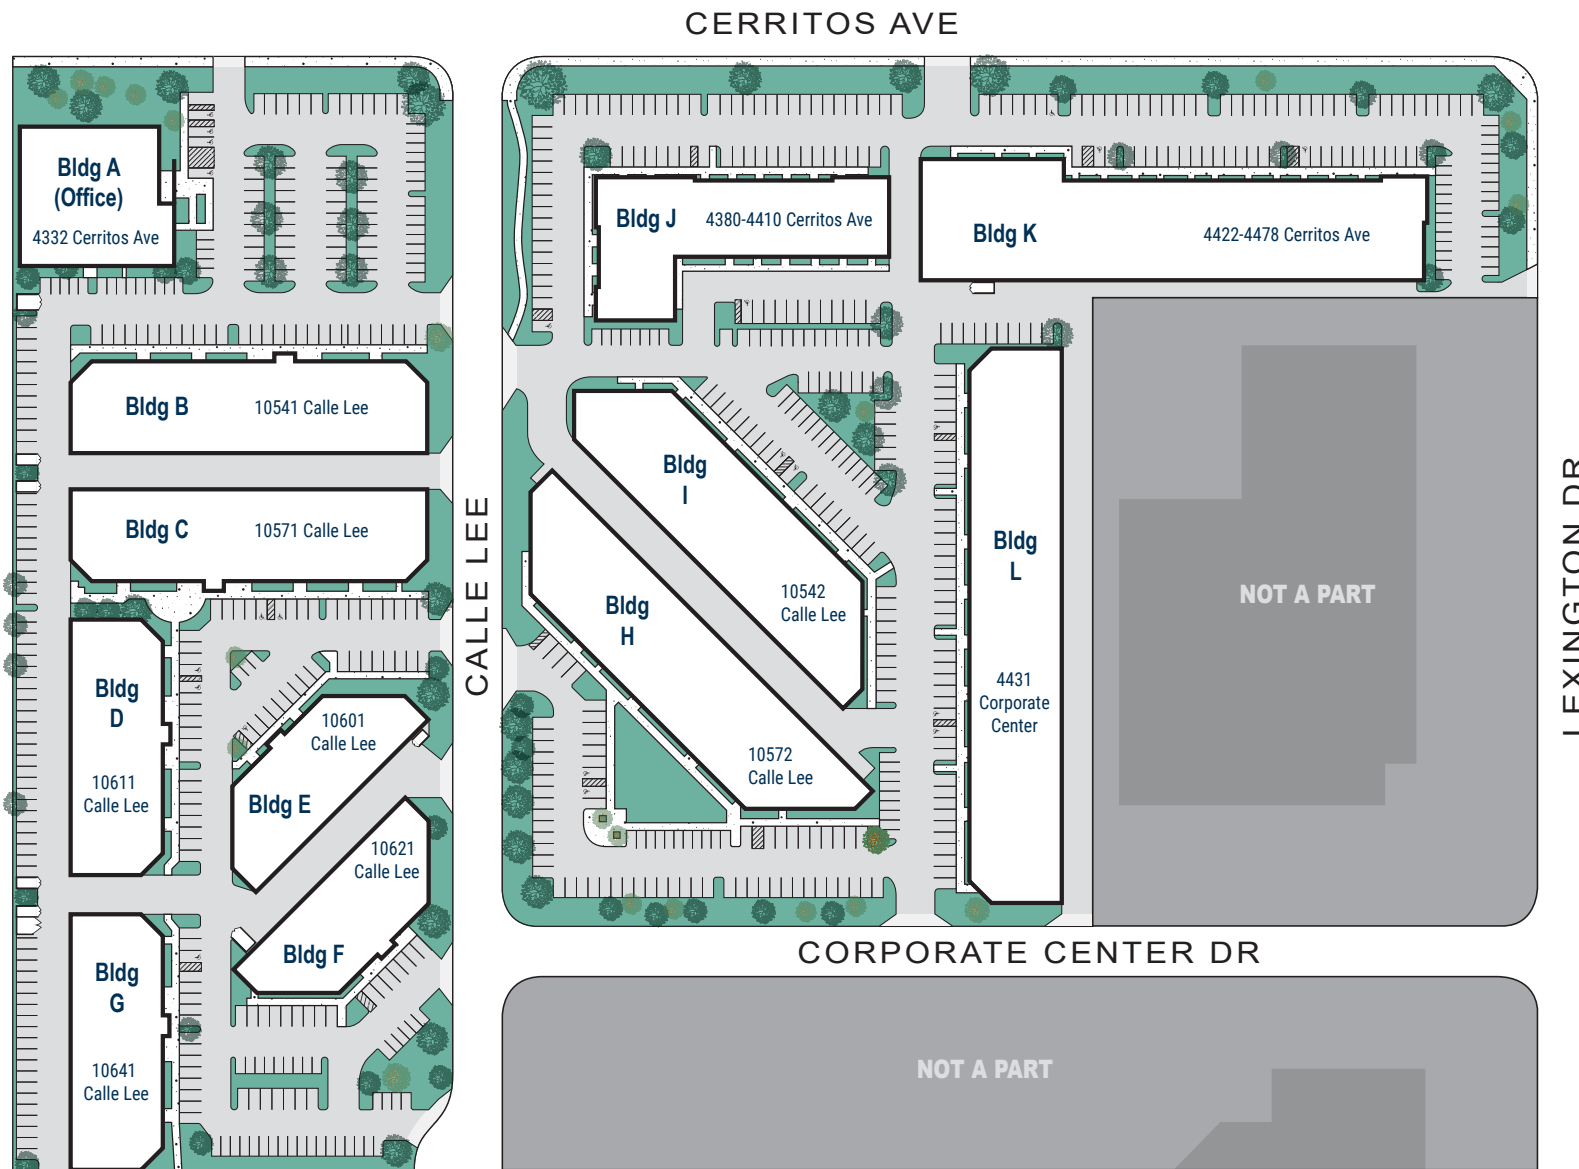 CERRITOS AVE
Bldg A
(Office)
4332 Cerritos Ave
Bldg J
4380-4410 Cerritos Ave
Bldg K
4422-4478 Cerritos Ave
Bldg B
10541 Calle Lee
Bldg C
10571 Calle Lee
CALLE LEE
Bldg
I
10542
Calle Lee
Bldg
H
10572
Calle Lee
Bldg
L
4431
Corporate
Center
NOT A PART
LEXINGTON DR
Bldg
D
10611
Calle Lee
10601
Calle Lee
Bldg E
10621
Calle Lee
Bldg F
Bldg
G
10641
Calle Lee
CORPORATE CENTER DR
NOT A PART